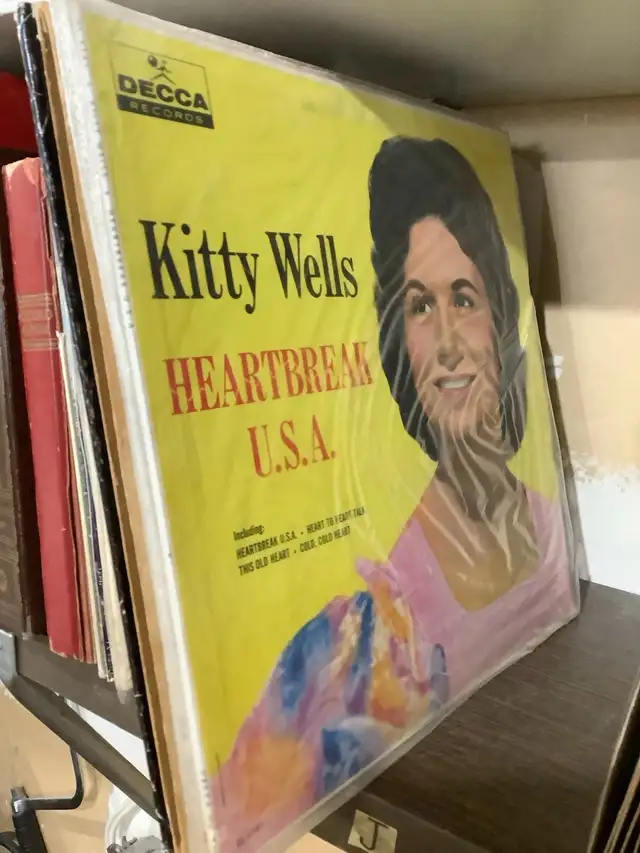 DECCA
RECORDS
Kitty Wells
HEARTBREAK
U.S.A.
Including:
HEARTBREAK U.S.A. • HEART TO HEART TALK
THIS OLD HEART • COLD, COLD HEART
J